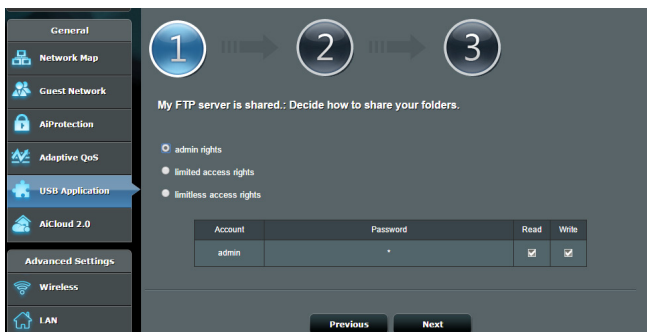 General
Network Map
Guest Network
AiProtection
Adaptive QoS
USB Application
AiCloud 2.0
Advanced Settings
Wireless
LAN
1 2 3
My FTP server is shared.: Decide how to share your folders.
admin rights
limited access rights
limitless access rights
Account Password Read Write
admin *
Previous Next